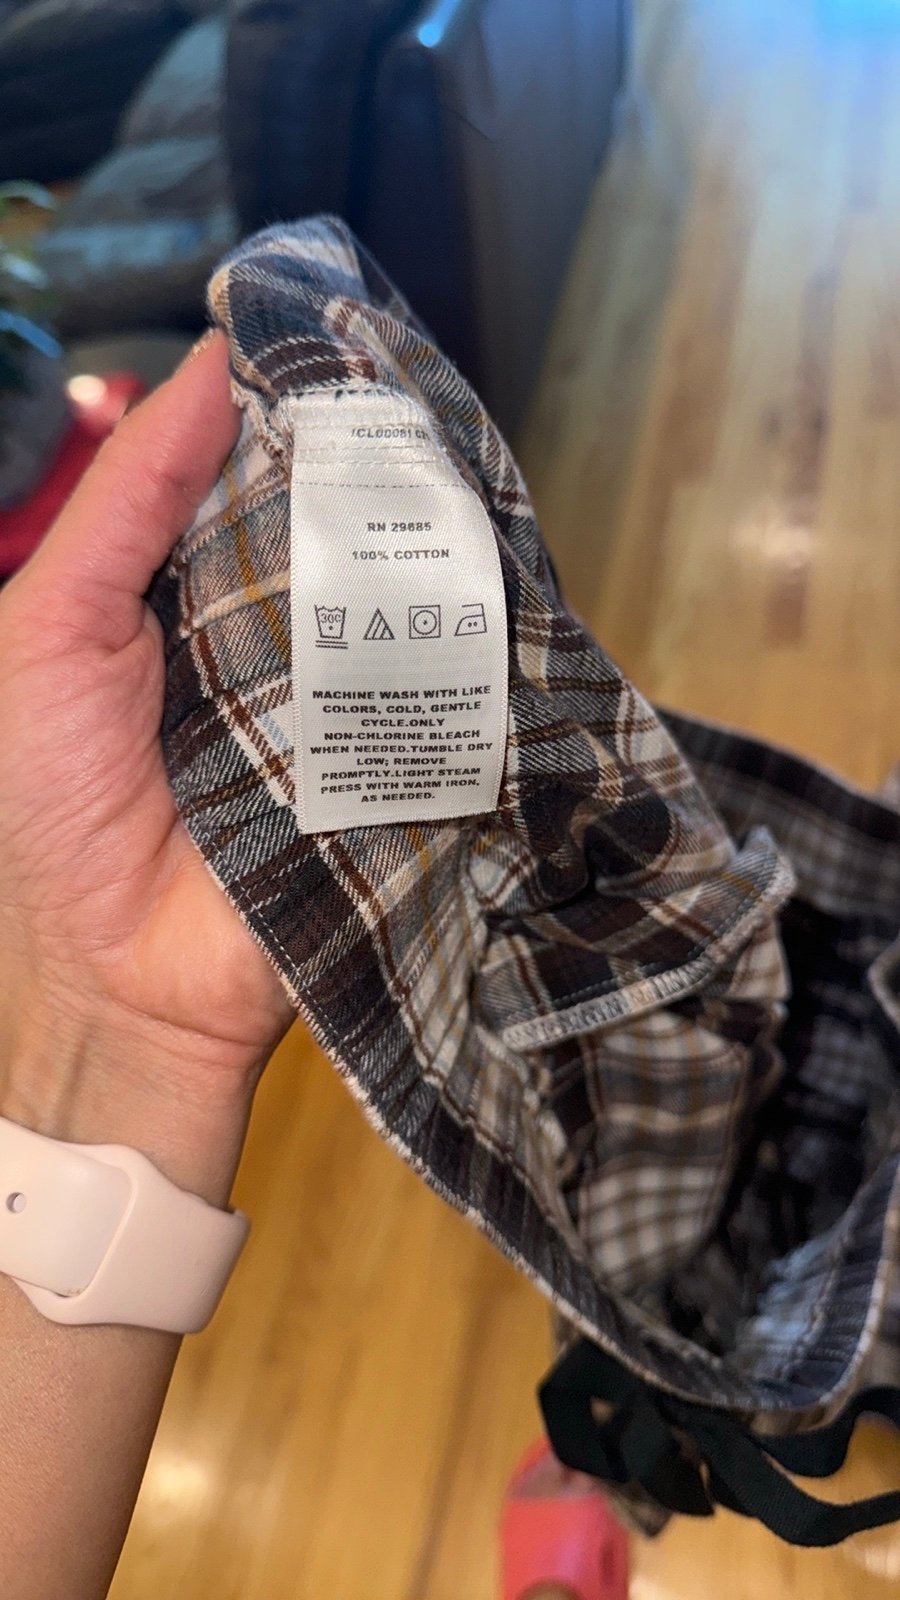 RN 29685
100% COTTON
30C
MACHINE WASH WITH LIKE
COLORS, COLD, GENTLE
CYCLE.ONLY
NON-CHLORINE BLEACH
WHEN NEEDED.TUMBLE DRY
LOW; REMOVE
PROMPTLY.LIGHT STEAM
PRESS WITH WARM IRON,
AS NEEDED.